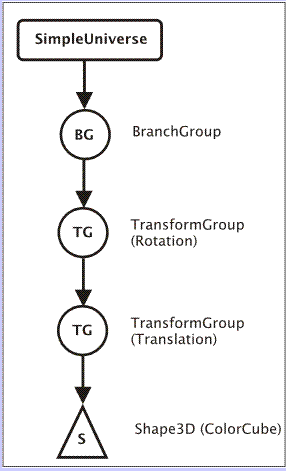 SimpleUniverse
BG
BranchGroup
TG
TransformGroup
(Rotation)
TG
TransformGroup
(Translation)
S
Shape3D (ColorCube)